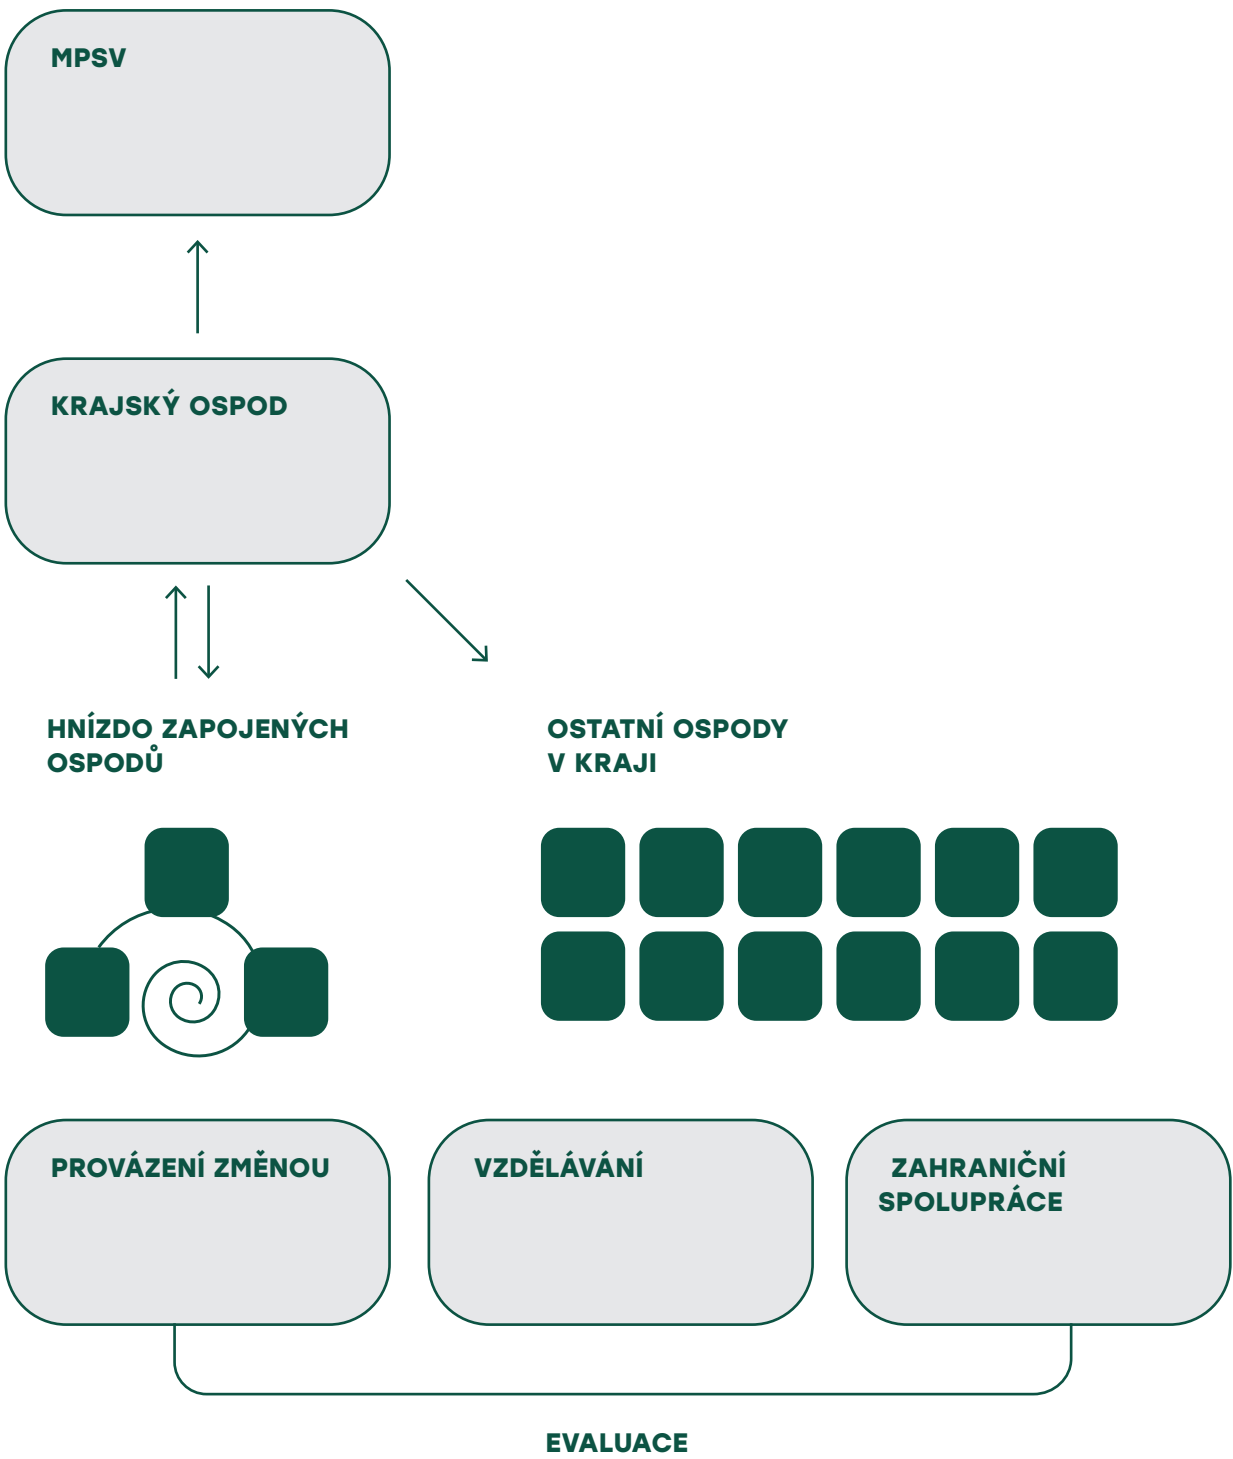 MPSV
KRAJSKÝ OSPOD
HNÍZDO ZAPOJENÝCH
OSPODŮ
OSTATNÍ OSPODY
V KRAJI
PROVÁZENÍ ZMĚNOU
VZDĚLÁVÁNÍ
ZAHRANIČNÍ
SPOLUPRÁCE
EVALUACE